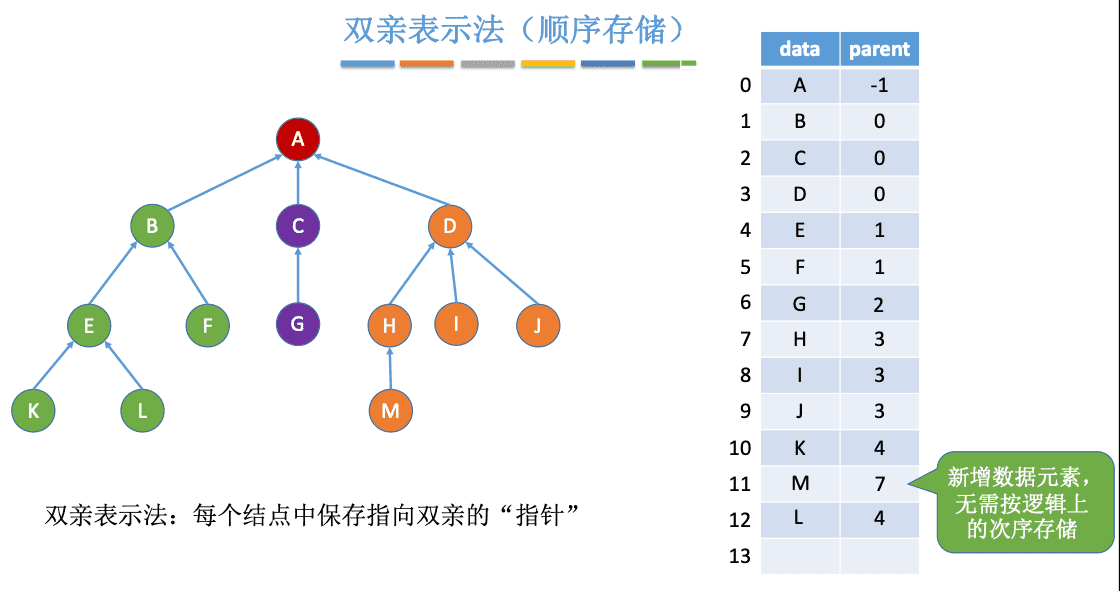 双亲表示法（顺序存储）
A
B
C
D
E
F
G
H
I
J
K
L
M
双亲表示法：每个结点中保存指向双亲的“指针”
data parent
0 A -1
1 B 0
2 C 0
3 D 0
4 E 1
5 F 1
6 G 2
7 H 3
8 I 3
9 J 3
10 K 4
11 M 7
12 L 4
13
新增数据元素，
无需按逻辑上
的次序存储